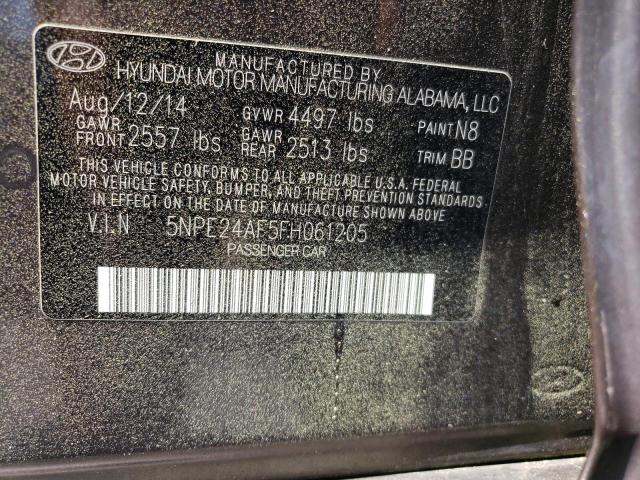 MANUFACTURED BY
HYUNDAI MOTOR MANUFACTURING ALABAMA, LLC
Aug/12/14 GVWR 4497 lbs PAINT N8
GAWR FRONT 2557 lbs GAWR REAR 2513 lbs TRIM BB
THIS VEHICLE CONFORMS TO ALL APPLICABLE U.S.A. FEDERAL
MOTOR VEHICLE SAFETY, BUMPER, AND THEFT PREVENTION STANDARDS
IN EFFECT ON THE DATE OF MANUFACTURE SHOWN ABOVE.
V.I.N 5NPE24AF5FH061205
PASSENGER CAR